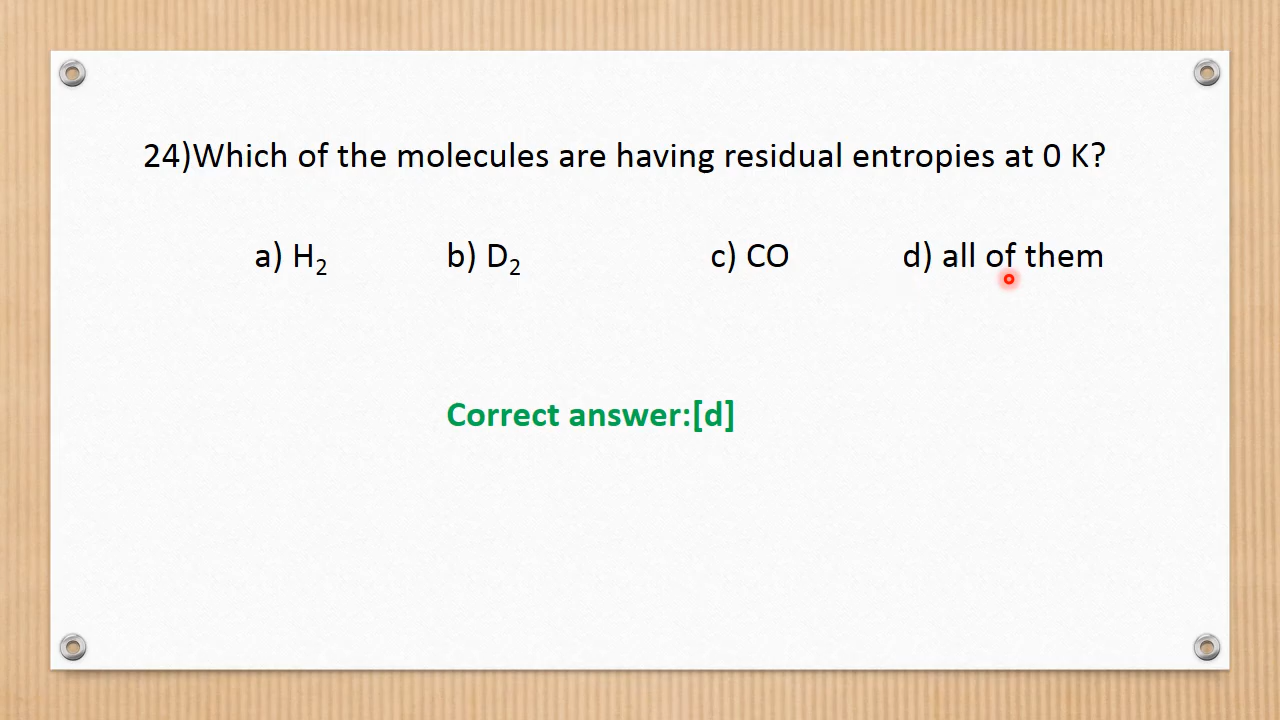 24)Which of the molecules are having residual entropies at 0 K?
a) H₂ b) D₂ c) CO d) all of them
Correct answer:[d]